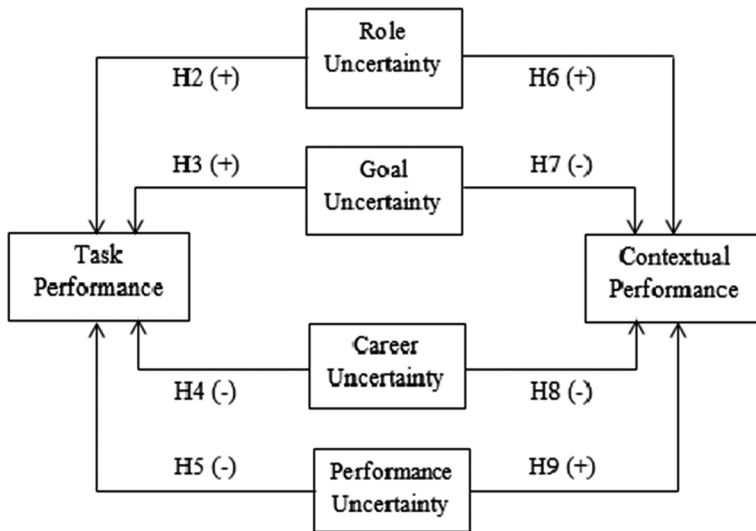 Role
Uncertainty
H2 (+)
H6 (+)
Goal
Uncertainty
H3 (+)
H7 (-)
Task
Performance
Contextual
Performance
Career
Uncertainty
H4 (-)
H8 (-)
Performance
Uncertainty
H5 (-)
H9 (+)